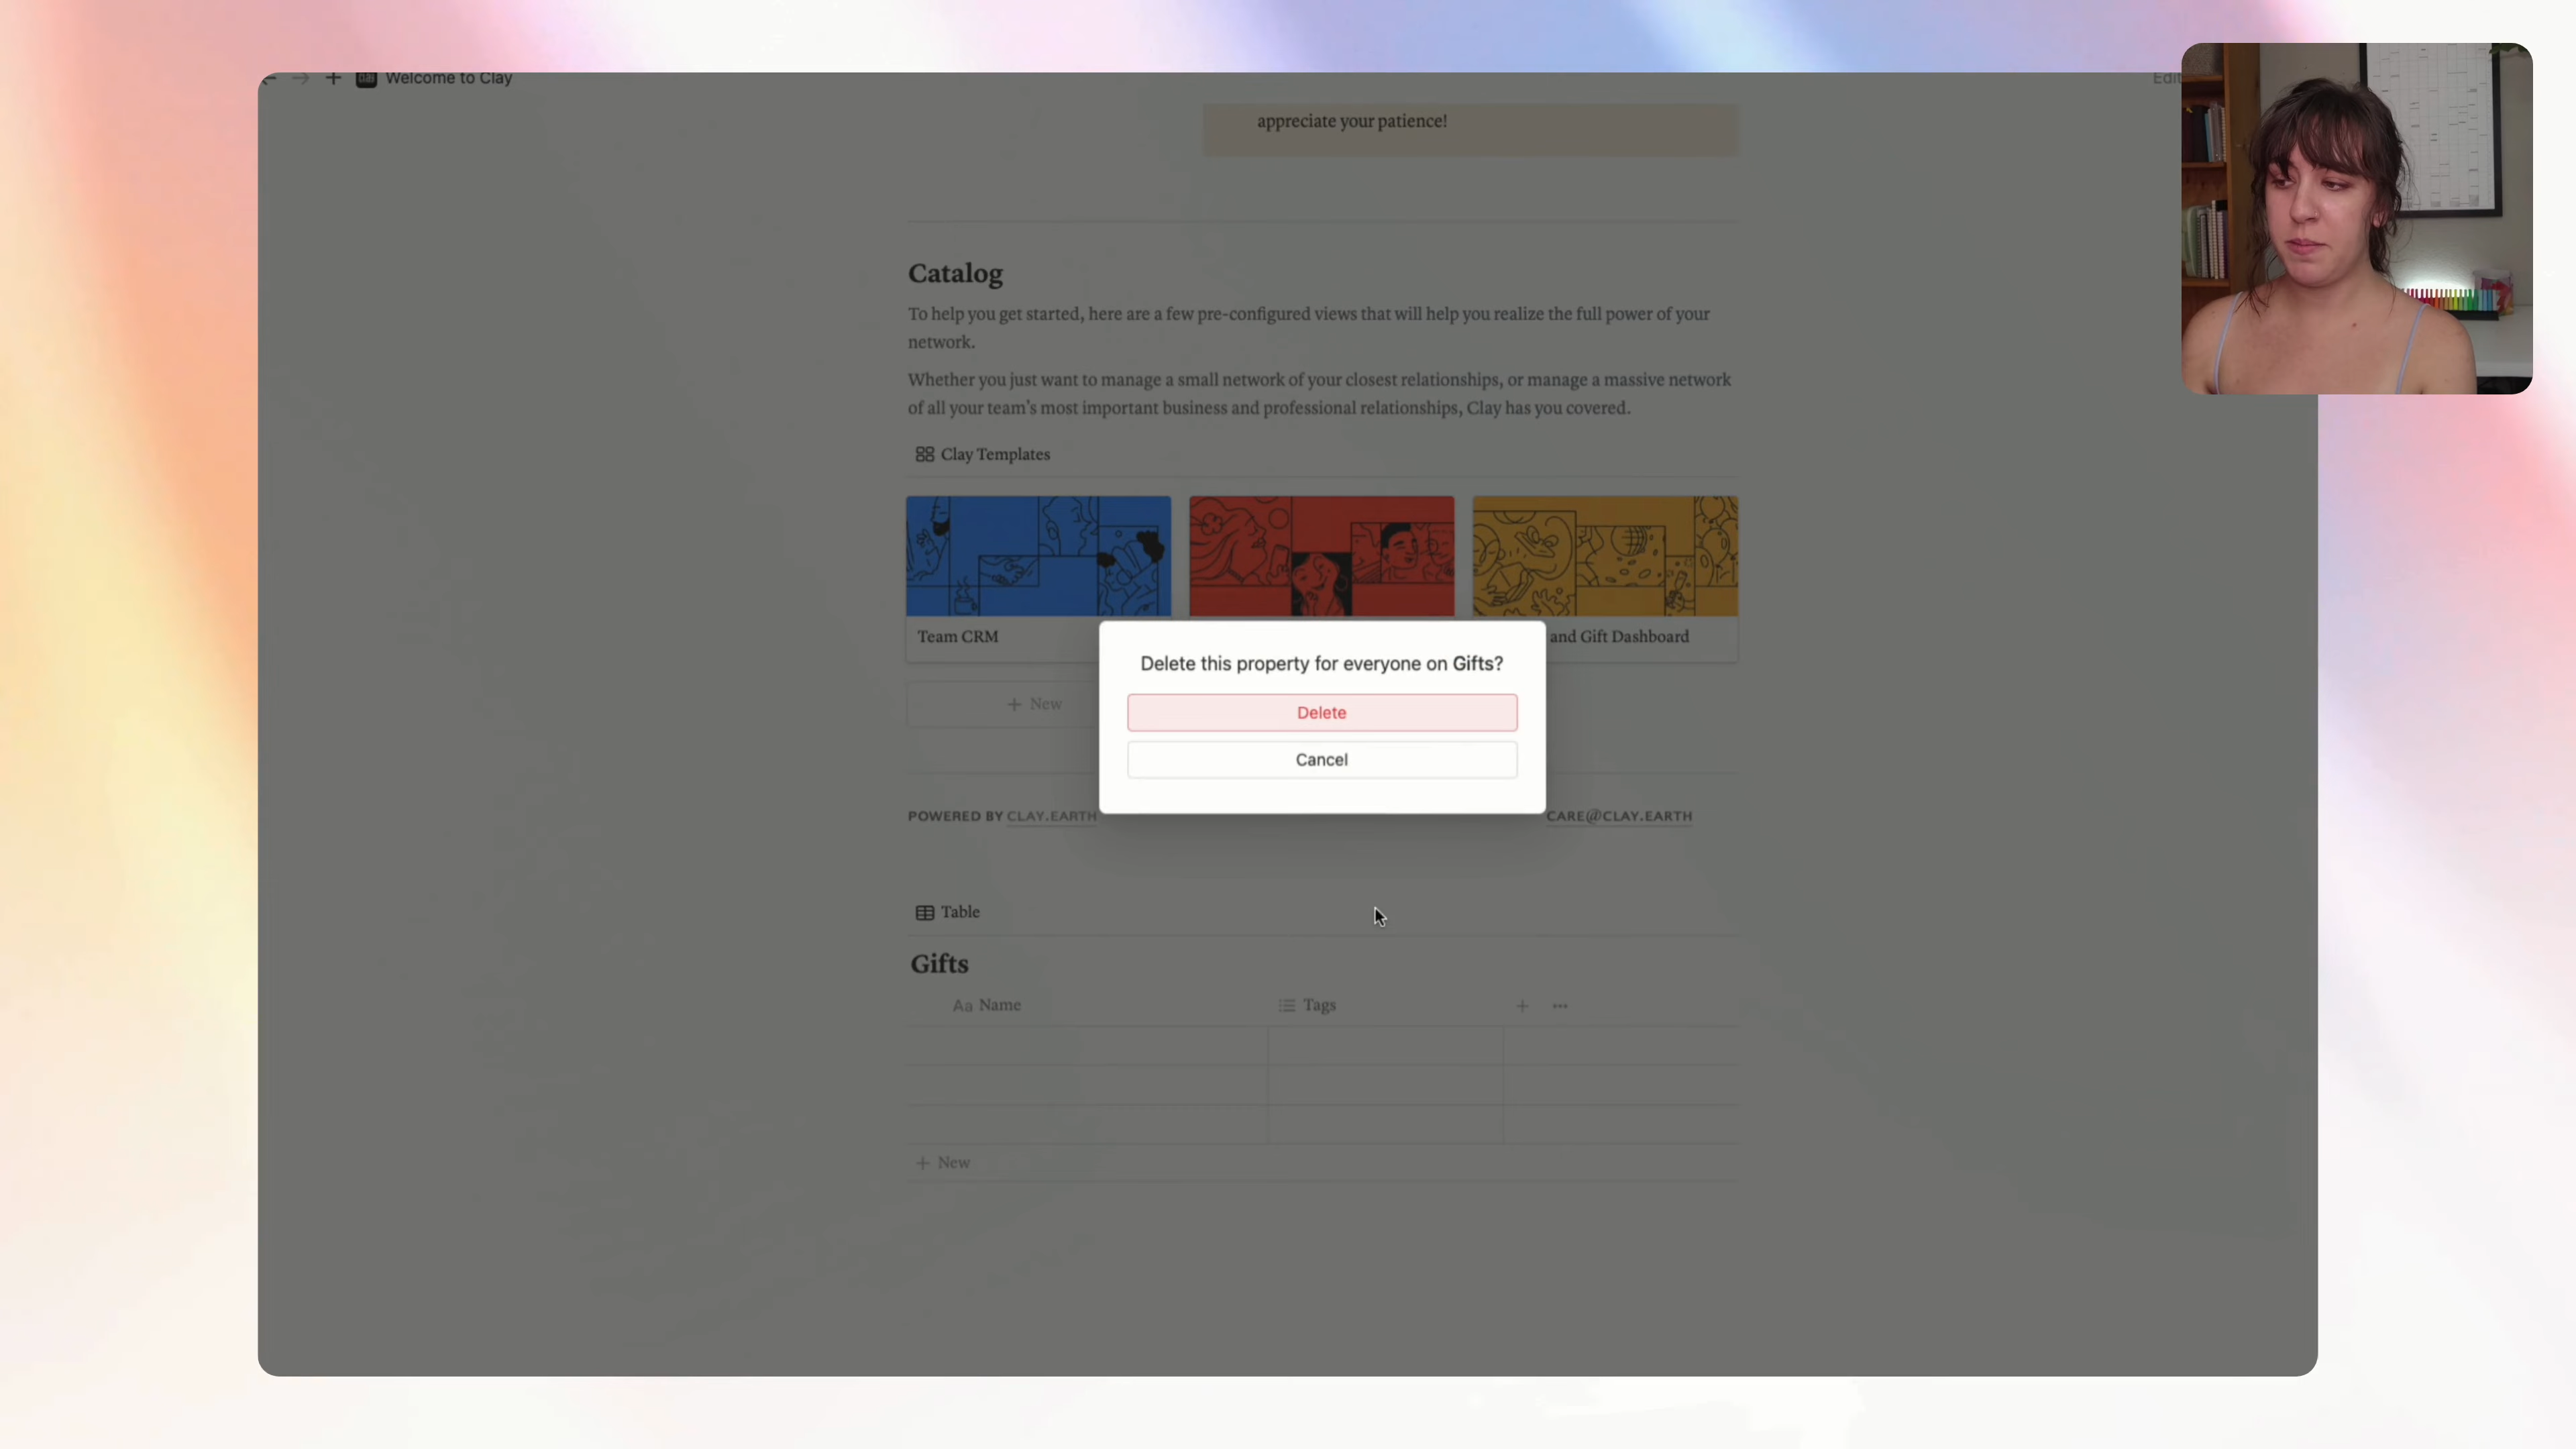 Welcome to Clay
Edit
appreciate your patience!
Catalog
To help you get started, here are a few pre-configured views that will help you realize the full power of your
network.
Whether you just want to manage a small network of your closest relationships, or manage a massive network
of all your team's most important business and professional relationships, Clay has you covered.
Clay Templates
Team CRM
and Gift Dashboard
Delete this property for everyone on Gifts?
Delete
Cancel
+ New
POWERED BY CLAY.EARTH
CARE@CLAY.EARTH
Table
Gifts
Aa Name
Tags
+ New